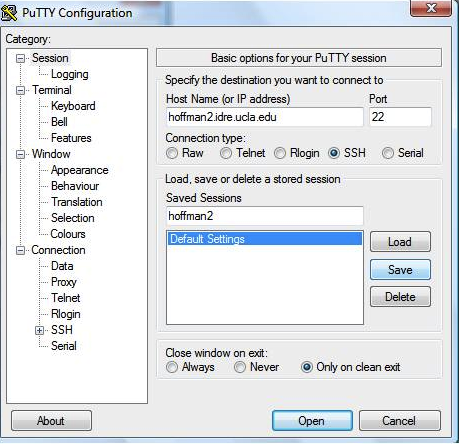 PuTTY Configuration
Category:
Session
Logging
Terminal
Keyboard
Bell
Features
Window
Appearance
Behaviour
Translation
Selection
Colours
Connection
Data
Proxy
Telnet
Rlogin
SSH
Serial
Basic options for your PuTTY session
Specify the destination you want to connect to
Host Name (or IP address) Port
hoffman2.idre.ucla.edu 22
Connection type:
Raw Telnet Rlogin SSH Serial
Load, save or delete a stored session
Saved Sessions
hoffman2
Default Settings
Load
Save
Delete
Close window on exit:
Always Never Only on clean exit
About Open Cancel